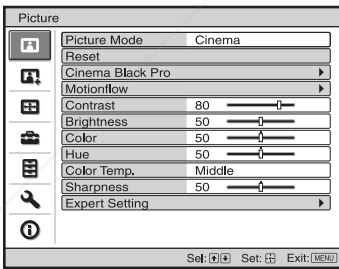 Picture
Picture Mode Cinema
Reset
Cinema Black Pro
Motionflow
Contrast 80
Brightness 50
Color 50
Hue 50
Color Temp. Middle
Sharpness 50
Expert Setting
Sel: Set: Exit: MENU